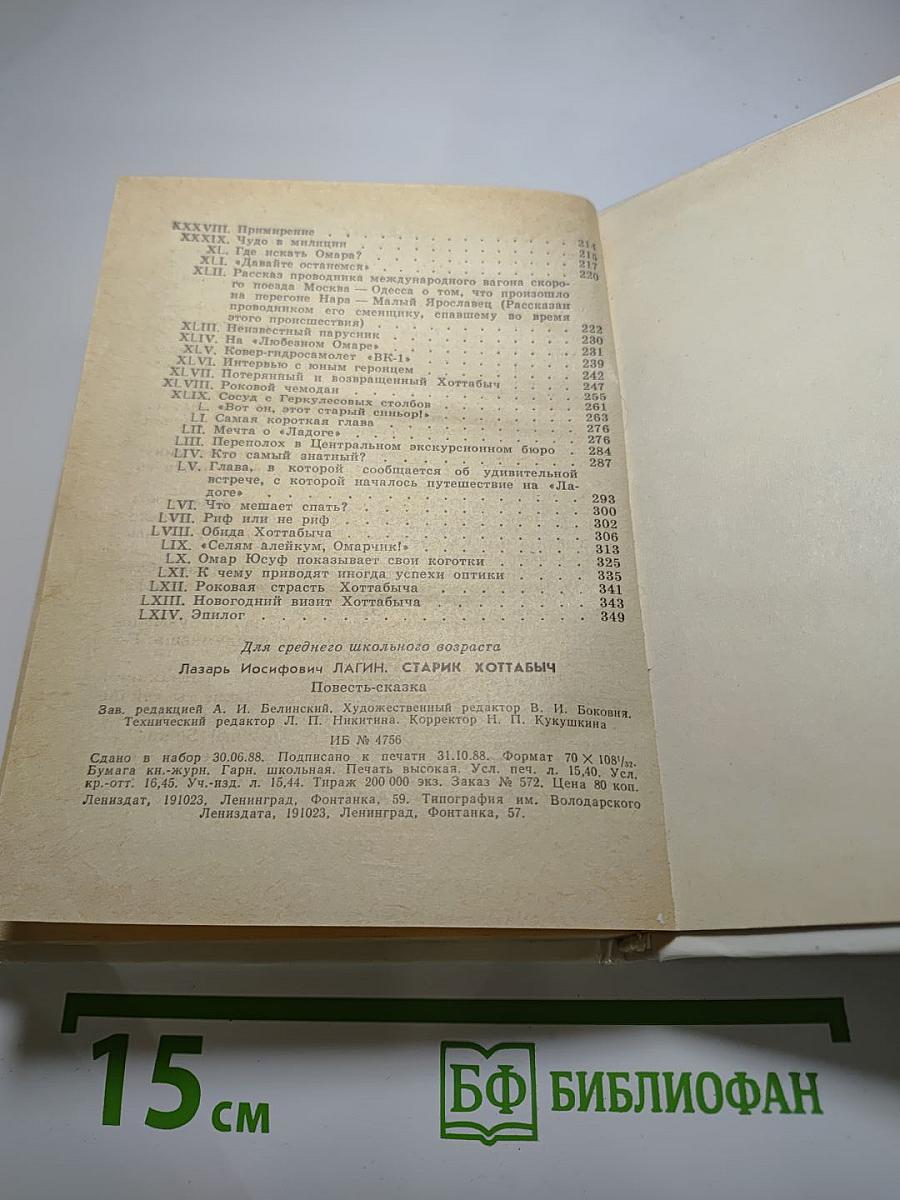 XXXVIII. Примирение . . . . . . . . . . . 214
XXXIX. Чудо в милиции . . . . . . . . . . 215
XL. Где искать Омара? . . . . . . . . . . 217
XLI. «Давайте останемся» . . . . . . . . . 220
XLII. Рассказ проводника международного вагона скоро-
го поезда Москва — Одесса о том, что произошло
на перегоне Нара — Малый Ярославец (Рассказан
проводником его сменщику, спавшему во время
этого происшествия) . . . . . . . . . . 222
XLIII. Неизвестный парусник . . . . . . . . 230
XLIV. На «Любезном Омаре» . . . . . . . . 231
XLV. Ковер-гидросамолет «ВК-1» . . . . . . . 239
XLVI. Интервью с юным геронцем . . . . . . 242
XLVII. Потерянный и возвращенный Хоттабыч . . . 247
XLVIII. Роковой чемодан . . . . . . . . . . 255
XLIX. Сосуд с Геркулесовых столбов . . . . . . 261
L. «Вот он, этот старый синьор!» . . . . . . 263
LI. Самая короткая глава . . . . . . . . . 276
LII. Мечта о «Ладоге» . . . . . . . . . . 276
LIII. Переполох в Центральном экскурсионном бюро . 284
LIV. Кто самый знатный? . . . . . . . . . 287
LV. Глава, в которой сообщается об удивительной
встрече, с которой началось путешествие на «Ла-
доге» . . . . . . . . . . . . . . 293
LVI. Что мешает спать? . . . . . . . . . . 300
LVII. Риф или не риф . . . . . . . . . . 302
LVIII. Обида Хоттабыча . . . . . . . . . . 306
LIX. «Селям алейкум, Омарчик!» . . . . . . . 313
LX. Омар Юсуф показывает свои коготки . . . . 325
LXI. К чему приводят иногда успехи оптики . . . . 335
LXII. Роковая страсть Хоттабыча . . . . . . . 341
LXIII. Новогодний визит Хоттабыча . . . . . . 343
LXIV. Эпилог . . . . . . . . . . . . . 349
Для среднего школьного возраста
Лазарь Иосифович ЛАГИН. СТАРИК ХОТТАБЫЧ
Повесть-сказка
Зав. редакцией А. И. Белинский. Художественный редактор В. И. Боковня.
Технический редактор Л. П. Никитина. Корректор Н. П. Кукушкина
ИБ № 4756
Сдано в набор 30.06.88. Подписано к печати 31.10.88. Формат 70 × 108¹/₃₂.
Бумага кн.-журн. Гарн. школьная. Печать высокая. Усл. печ. л. 15,40. Усл.
кр.-отт. 16,45. Уч.-изд. л. 15,44. Тираж 200 000 экз. Заказ № 572. Цена 80 коп.
Лениздат, 191023, Ленинград, Фонтанка, 59. Типография им. Володарского
Лениздата, 191023, Ленинград, Фонтанка, 57.
15 см
БФ БИБЛИОФАН